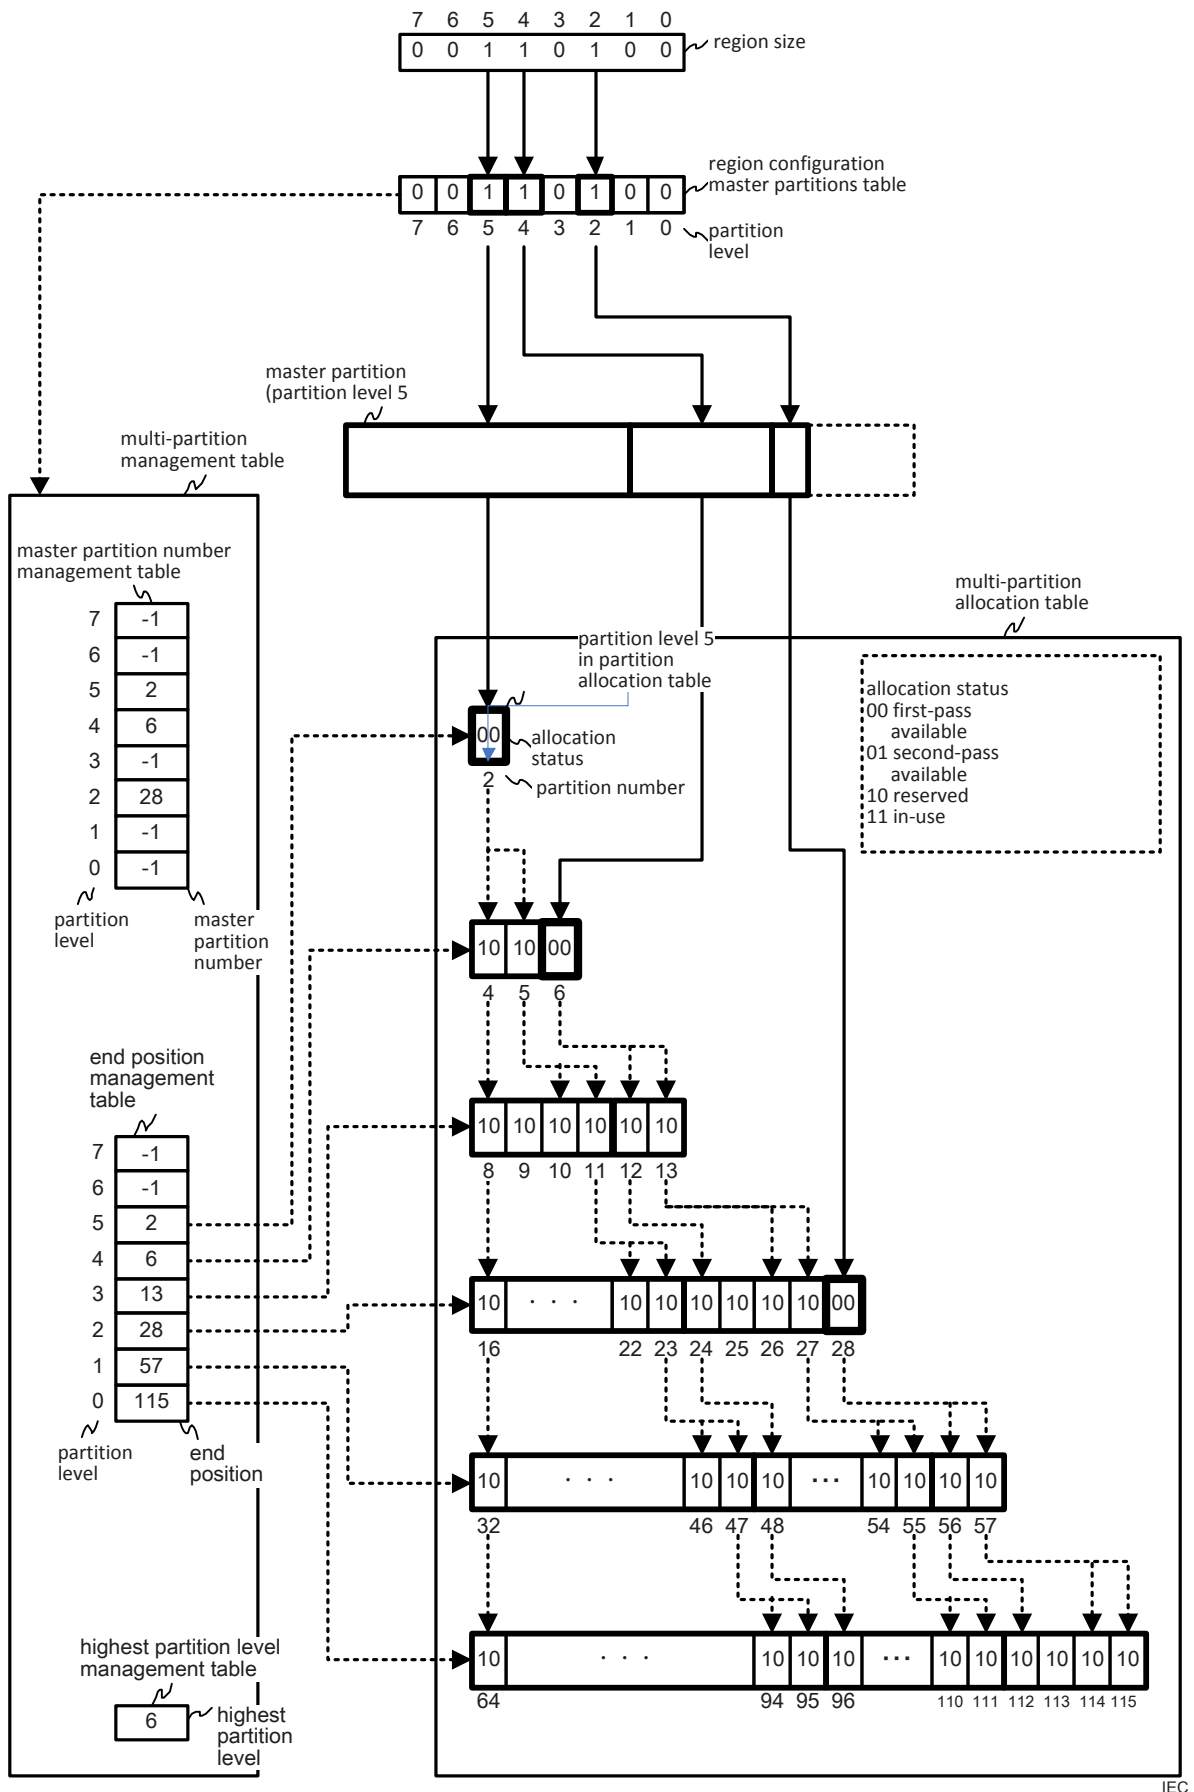 7 6 5 4 3 2 1 0
0 0 1 1 0 1 0 0
region size
region configuration
master partitions table
0 0 1 1 0 1 0 0
7 6 5 4 3 2 1 0
partition
level
master partition
(partition level 5
multi-partition
management table
master partition number
management table
7 -1
6 -1
5 2
4 6
3 -1
2 28
1 -1
0 -1
partition
level
master
partition
number
end position
management
table
7 -1
6 -1
5 2
4 6
3 13
2 28
1 57
0 115
partition
level
end
position
highest partition level
management table
6
highest
partition
level
multi-partition
allocation table
partition level 5
in partition
allocation table
allocation status
00 first-pass
available
01 second-pass
available
10 reserved
11 in-use
00
allocation
status
2
partition number
10 10 00
4 5 6
10 10 10 10 10 10
8 9 10 11 12 13
10 · · · 10 10 10 10 10 10 00
16 22 23 24 25 26 27 28
10 · · · 10 10 10 ... 10 10 10 10
32 46 47 48 54 55 56 57
10 · · · 10 10 10 ... 10 10 10 10 10 10
64 94 95 96 110 111 112 113 114 115
IEC